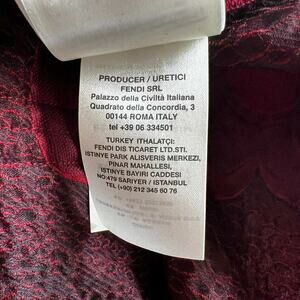 PRODUCER / URETICI
FENDI SRL
Palazzo della Civiltà Italiana
Quadrato della Concordia, 3
00144 ROMA ITALY
tel +39 06 334501
TURKEY ITHALATÇI:
FENDI DIS TICARET LTD.STI.
ISTINYE PARK ALISVERIS MERKEZI,
PINAR MAHALLESI,
ISTINYE BAYIRI CADDESI
NO:479 SARIYER / ISTANBUL
TEL (+90) 212 345 60 76